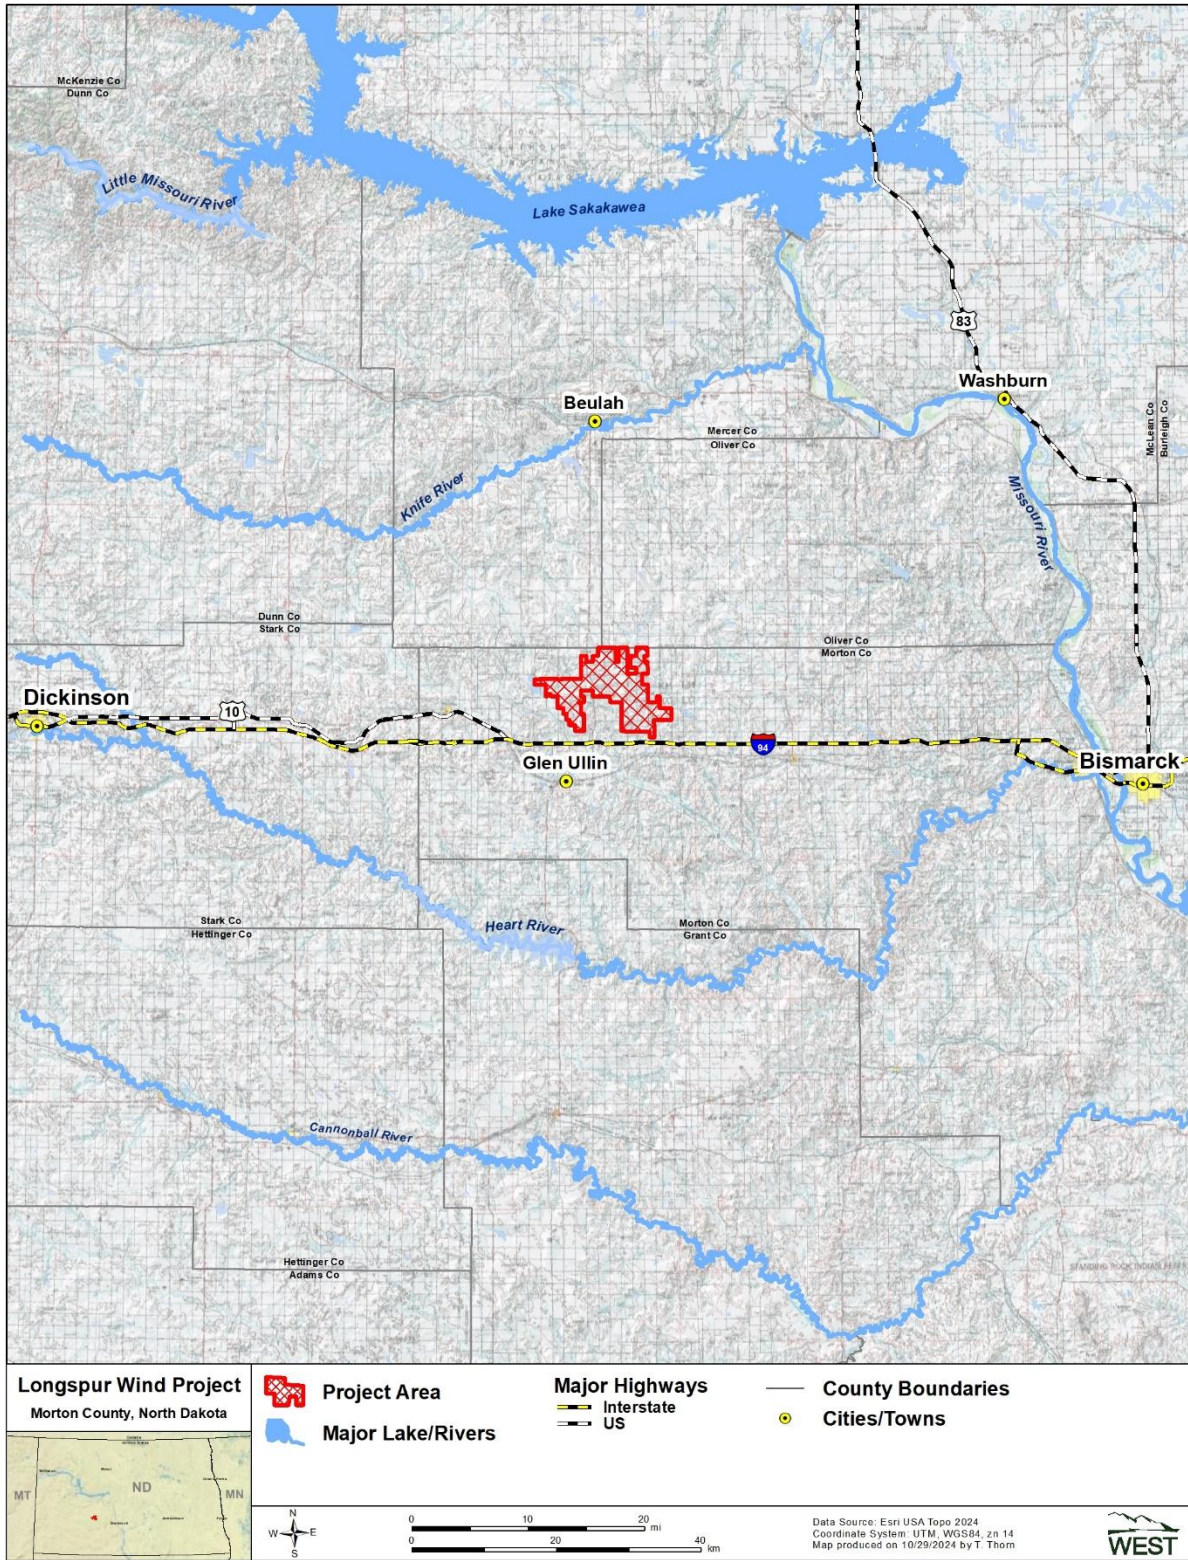 McKenzie Co
Dunn Co
Little Missouri River
Lake Sakakawea
83
Washburn
Beulah
McLean Co
Burleigh Co
Mercer Co
Oliver Co
Knife River
Missouri River
Dunn Co
Stark Co
Oliver Co
Morton Co
Dickinson
10
94
Glen Ullin
Bismarck
Stark Co
Hettinger Co
Heart River
Morton Co
Grant Co
Cannonball River
Hettinger Co
Adams Co
Longspur Wind Project
Morton County, North Dakota
MT
ND
MN
Project Area
Major Lake/Rivers
Major Highways
Interstate
US
County Boundaries
Cities/Towns
N
W
E
S
0
20
mi
0
20
40
km
Data Source: Esri USA Topo 2024
Coordinate System: UTM, WGS84, zn 14
Map produced on 10/29/2024 by T. Thorn
WEST